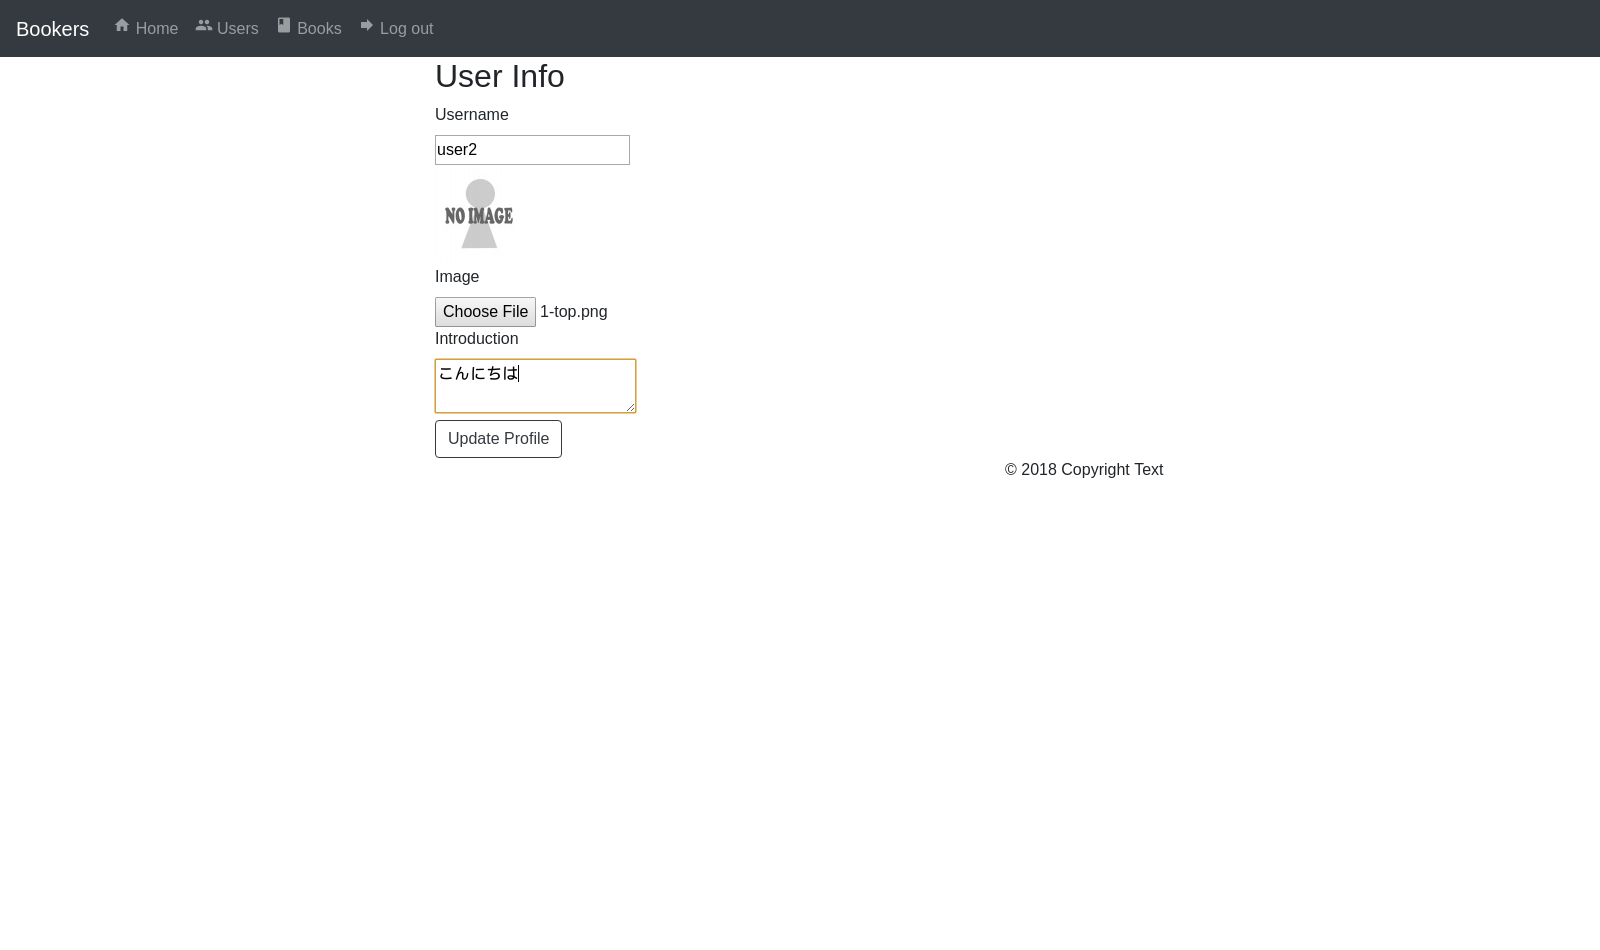 Bookers Home Users Books Log out
User Info
Username
user2
NO IMAGE
Image
Choose File 1-top.png
Introduction
こんにちは
Update Profile
© 2018 Copyright Text